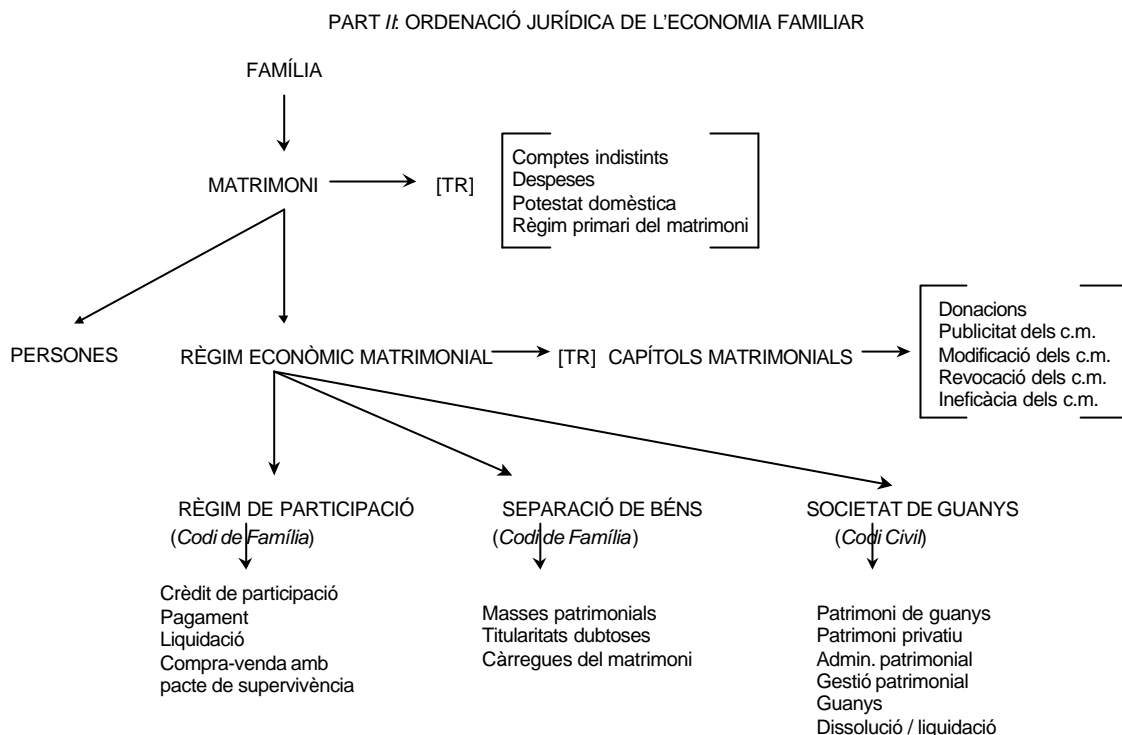 PART II: ORDENACIÓ JURÍDICA DE L'ECONOMIA FAMILIAR
FAMÍLIA
MATRIMONI
[TR]
Comptes indistints
Despeses
Potestat domèstica
Règim primari del matrimoni
PERSONES
RÈGIM ECONÒMIC MATRIMONIAL
[TR] CAPÍTOLS MATRIMONIALS
Donacions
Publicitat dels c.m.
Modificació dels c.m.
Revocació dels c.m.
Ineficàcia dels c.m.
RÈGIM DE PARTICIPACIÓ
(Codi de Família)
Crèdit de participació
Pagament
Liquidació
Compra-venda amb
pacte de supervivència
SEPARACIÓ DE BÉNS
(Codi de Família)
Masses patrimonials
Titularitats dubtoses
Càrregues del matrimoni
SOCIETAT DE GUANYS
(Codi Civil)
Patrimoni de guanys
Patrimoni privatiu
Admin. patrimonial
Gestió patrimonial
Guanys
Dissolució / liquidació